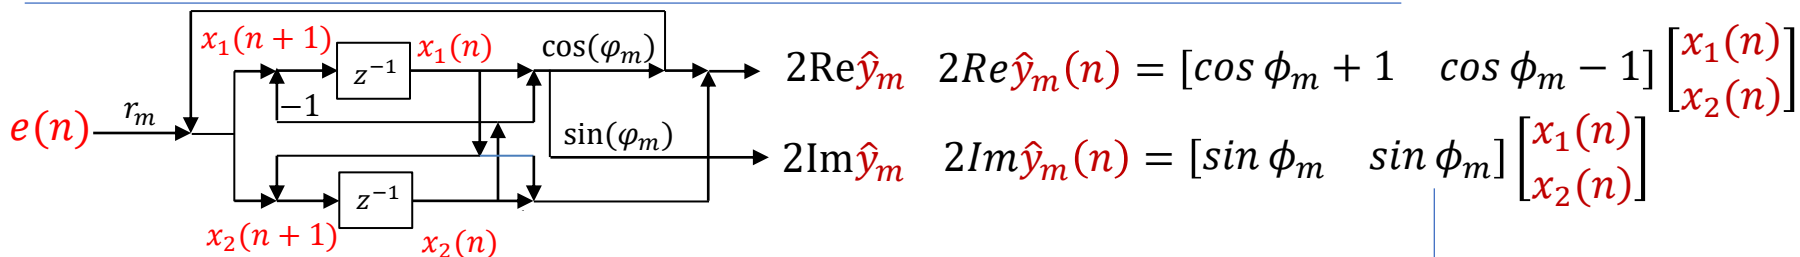 x₁(n + 1)
x₁(n)
cos(φₘ)
z⁻¹
−1
2Reŷₘ
2Reŷₘ(n) = [cos ϕₘ + 1 cos ϕₘ − 1] [x₁(n) x₂(n)]
e(n)
rₘ
sin(φₘ)
2Imŷₘ
2Imŷₘ(n) = [sin ϕₘ sin ϕₘ] [x₁(n) x₂(n)]
z⁻¹
x₂(n + 1)
x₂(n)